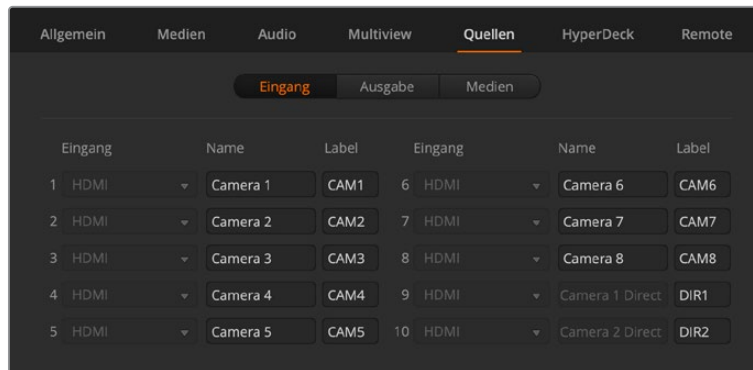 Allgemein Medien Audio Multiview Quellen HyperDeck Remote
Eingang Ausgabe Medien
Eingang Name Label Eingang Name Label
1 HDMI Camera 1 CAM1 6 HDMI Camera 6 CAM6
2 HDMI Camera 2 CAM2 7 HDMI Camera 7 CAM7
3 HDMI Camera 3 CAM3 8 HDMI Camera 8 CAM8
4 HDMI Camera 4 CAM4 9 HDMI Camera 1 Direct DIR1
5 HDMI Camera 5 CAM5 10 HDMI Camera 2 Direct DIR2